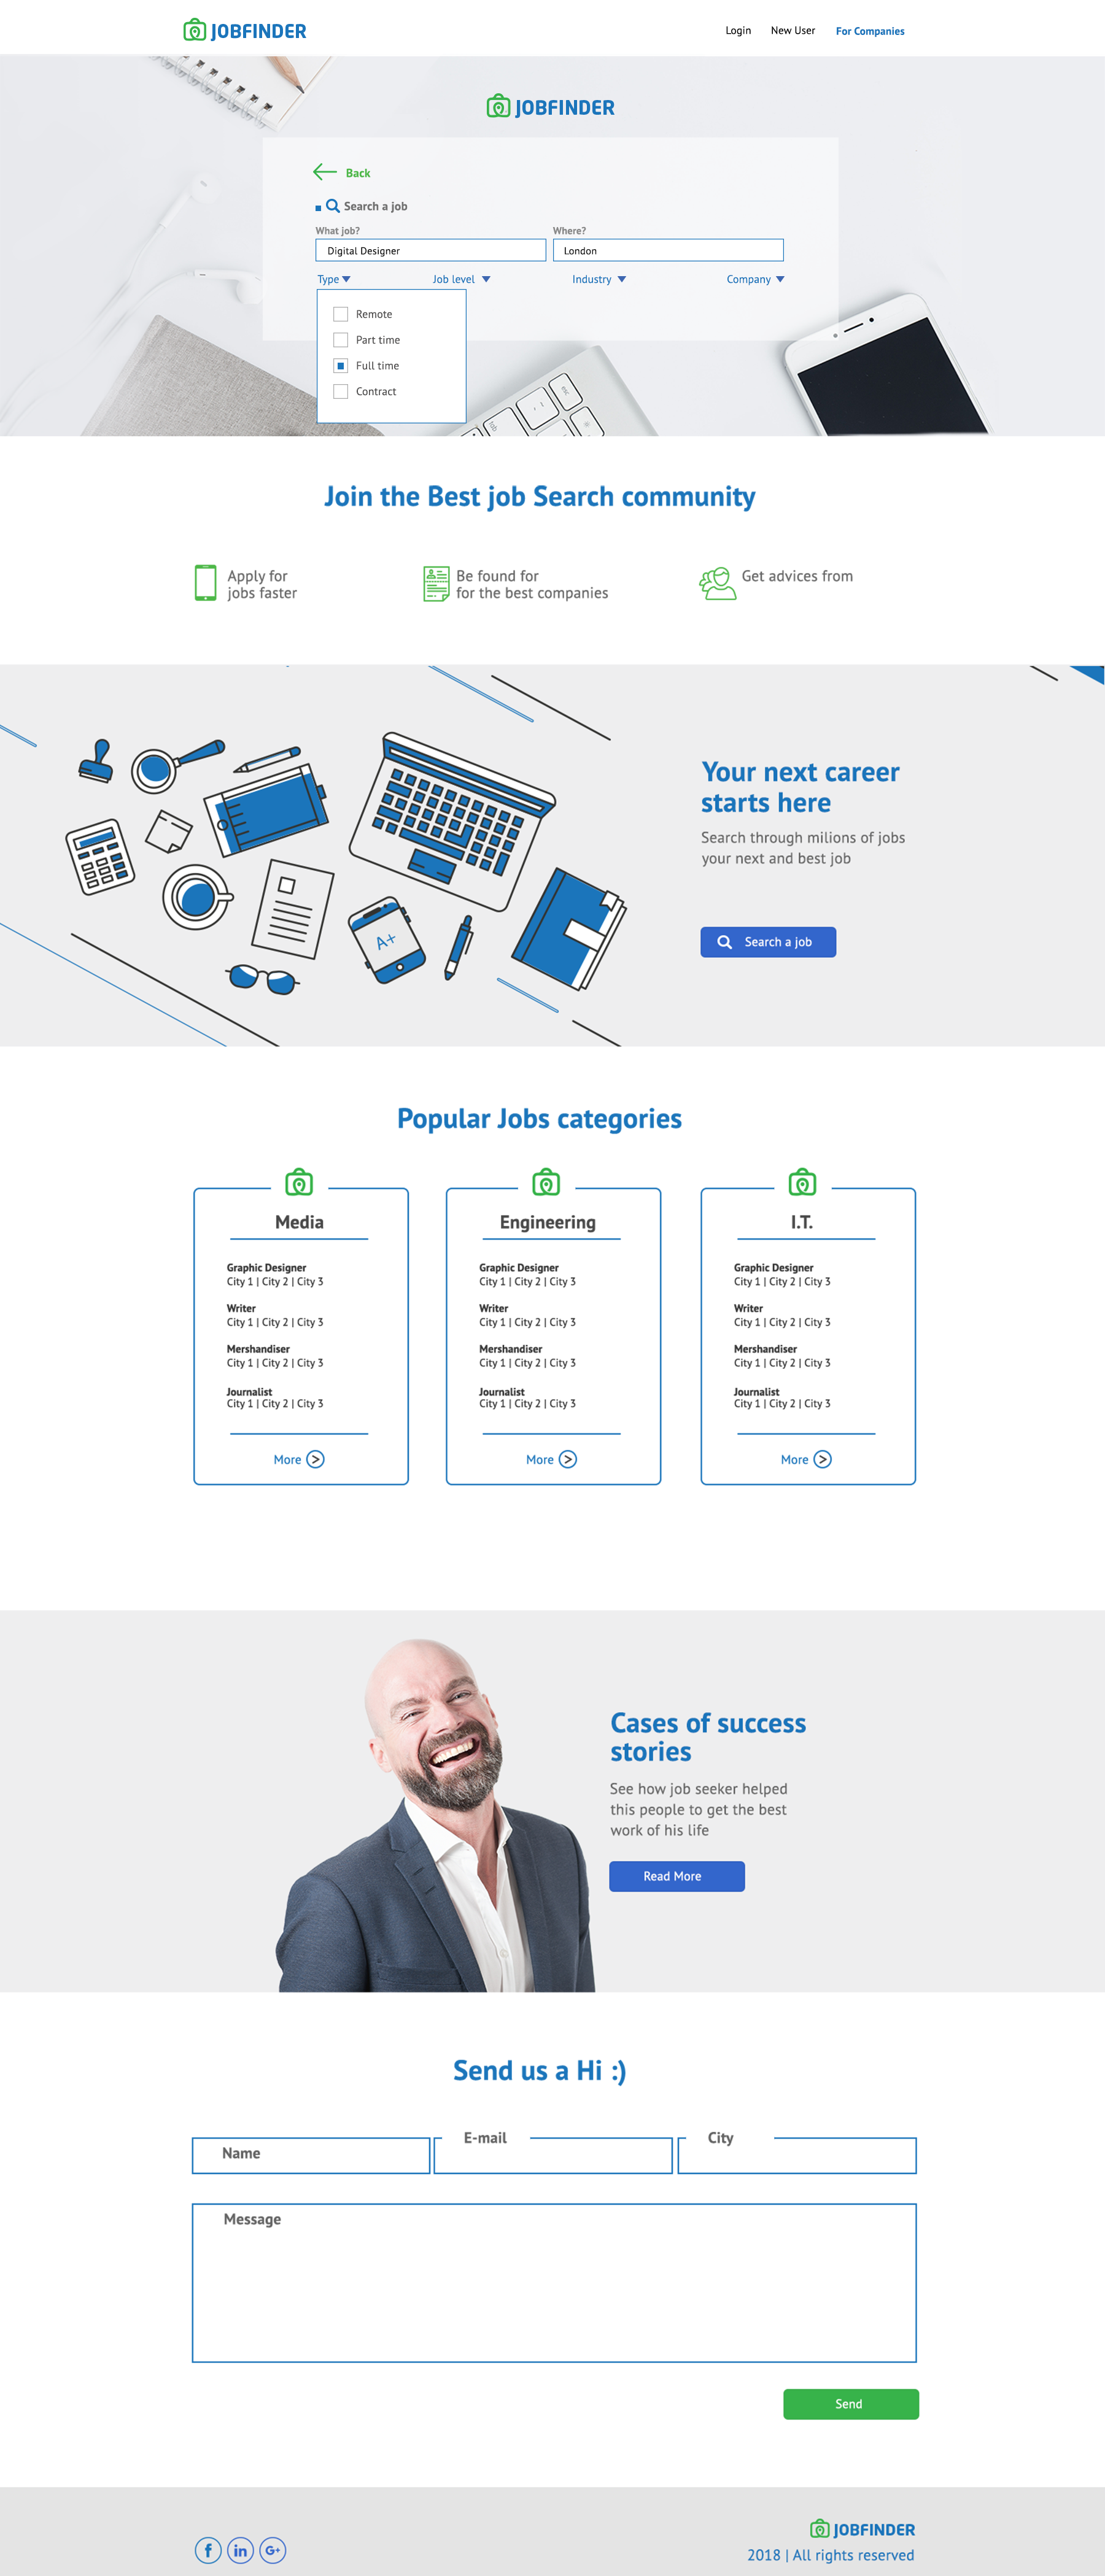 JOBFINDER
Login New User For Companies
JOBFINDER
Back
Search a job
What job? Where?
Digital Designer London
Type Job level Industry Company
Remote
Part time
Full time
Contract
esc
tab
Join the Best job Search community
Apply for
jobs faster
Be found for
for the best companies
Get advices from
Your next career
starts here
Search through milions of jobs
your next and best job
A+
Search a job
Popular Jobs categories
Media
Graphic Designer
City 1 | City 2 | City 3
Writer
City 1 | City 2 | City 3
Mershandiser
City 1 | City 2 | City 3
Journalist
City 1 | City 2 | City 3
More >
Engineering
Graphic Designer
City 1 | City 2 | City 3
Writer
City 1 | City 2 | City 3
Mershandiser
City 1 | City 2 | City 3
Journalist
City 1 | City 2 | City 3
More >
I.T.
Graphic Designer
City 1 | City 2 | City 3
Writer
City 1 | City 2 | City 3
Mershandiser
City 1 | City 2 | City 3
Journalist
City 1 | City 2 | City 3
More >
Cases of success
stories
See how job seeker helped
this people to get the best
work of his life
Read More
Send us a Hi :)
Name E-mail City
Message
Send
f in G+
JOBFINDER
2018 | All rights reserved